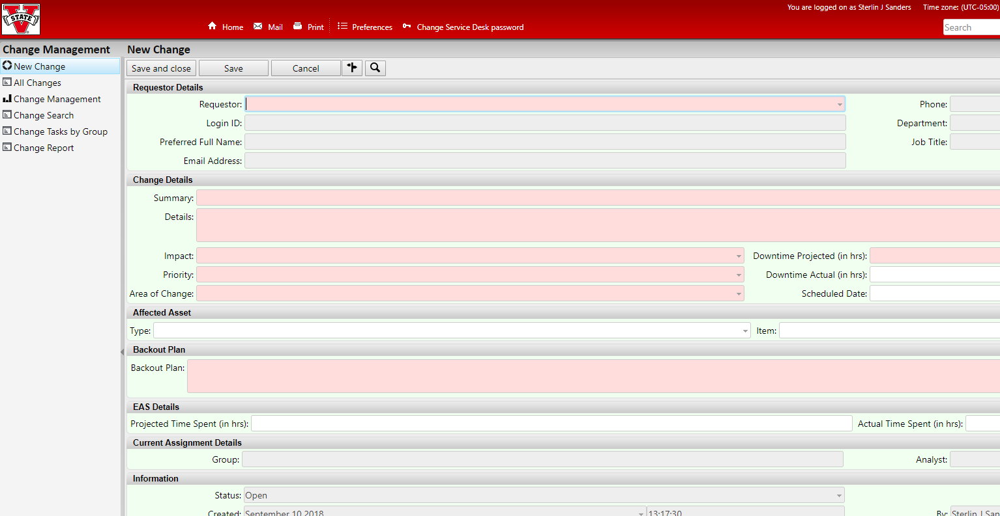 You are logged on as Sterlin J Sanders Time zone: (UTC-05:00)
STATE
V
Home Mail Print Preferences Change Service Desk password
Search
Change Management
New Change
All Changes
Change Management
Change Search
Change Tasks by Group
Change Report
New Change
Save and close Save Cancel
Requestor Details
Requestor: Phone:
Login ID: Department:
Preferred Full Name: Job Title:
Email Address:
Change Details
Summary:
Details:
Impact: Downtime Projected (in hrs):
Priority: Downtime Actual (in hrs):
Area of Change: Scheduled Date:
Affected Asset
Type: Item:
Backout Plan
Backout Plan:
EAS Details
Projected Time Spent (in hrs): Actual Time Spent (in hrs):
Current Assignment Details
Group: Analyst:
Information
Status: Open
Created: September 10 2018 13:17:30 By: Sterlin J San